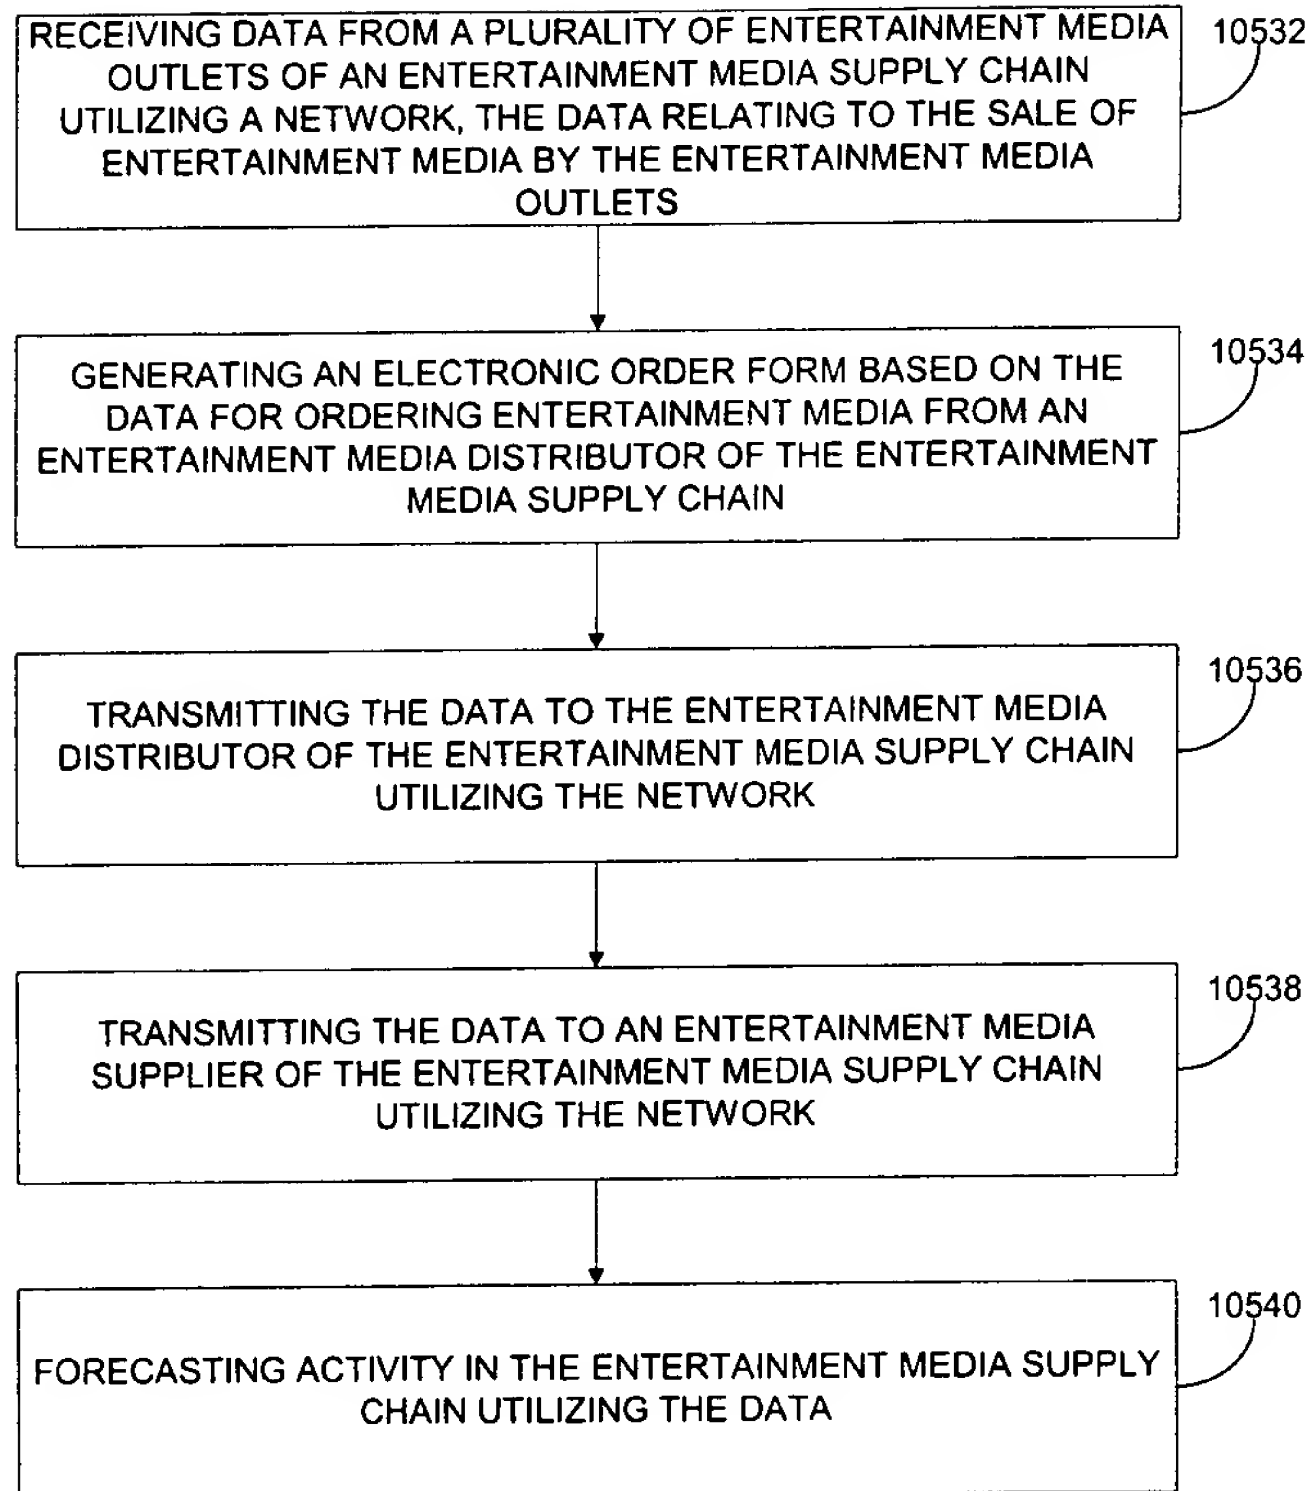 RECEIVING DATA FROM A PLURALITY OF ENTERTAINMENT MEDIA
OUTLETS OF AN ENTERTAINMENT MEDIA SUPPLY CHAIN
UTILIZING A NETWORK, THE DATA RELATING TO THE SALE OF
ENTERTAINMENT MEDIA BY THE ENTERTAINMENT MEDIA
OUTLETS
10532
GENERATING AN ELECTRONIC ORDER FORM BASED ON THE
DATA FOR ORDERING ENTERTAINMENT MEDIA FROM AN
ENTERTAINMENT MEDIA DISTRIBUTOR OF THE ENTERTAINMENT
MEDIA SUPPLY CHAIN
10534
TRANSMITTING THE DATA TO THE ENTERTAINMENT MEDIA
DISTRIBUTOR OF THE ENTERTAINMENT MEDIA SUPPLY CHAIN
UTILIZING THE NETWORK
10536
TRANSMITTING THE DATA TO AN ENTERTAINMENT MEDIA
SUPPLIER OF THE ENTERTAINMENT MEDIA SUPPLY CHAIN
UTILIZING THE NETWORK
10538
FORECASTING ACTIVITY IN THE ENTERTAINMENT MEDIA SUPPLY
CHAIN UTILIZING THE DATA
10540